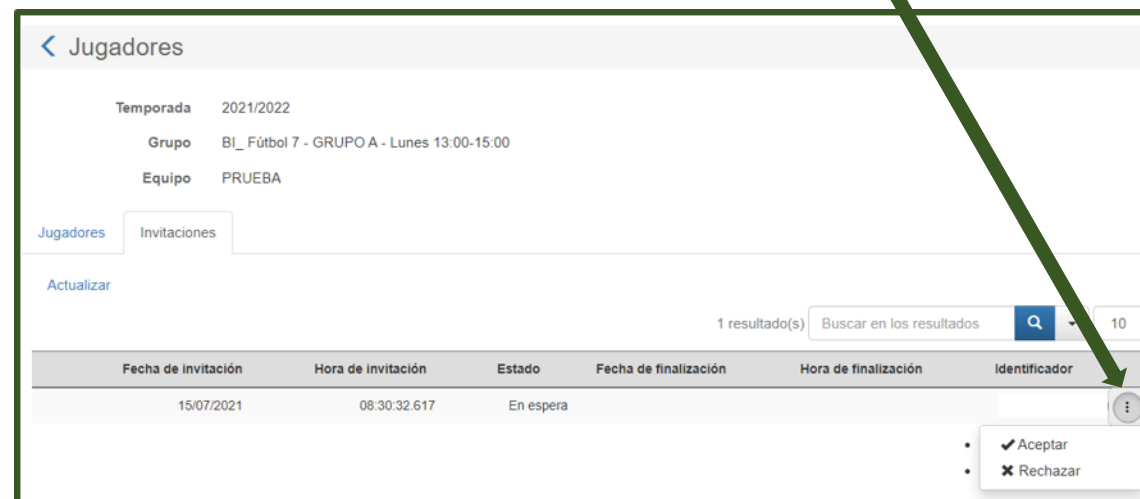 Jugadores
Temporada 2021/2022
Grupo BI_ Fútbol 7 - GRUPO A - Lunes 13:00-15:00
Equipo PRUEBA
Jugadores Invitaciones
Actualizar
1 resultado(s) Buscar en los resultados 10
Fecha de invitación Hora de invitación Estado Fecha de finalización Hora de finalización Identificador
15/07/2021 08:30:32.617 En espera
Aceptar
Rechazar